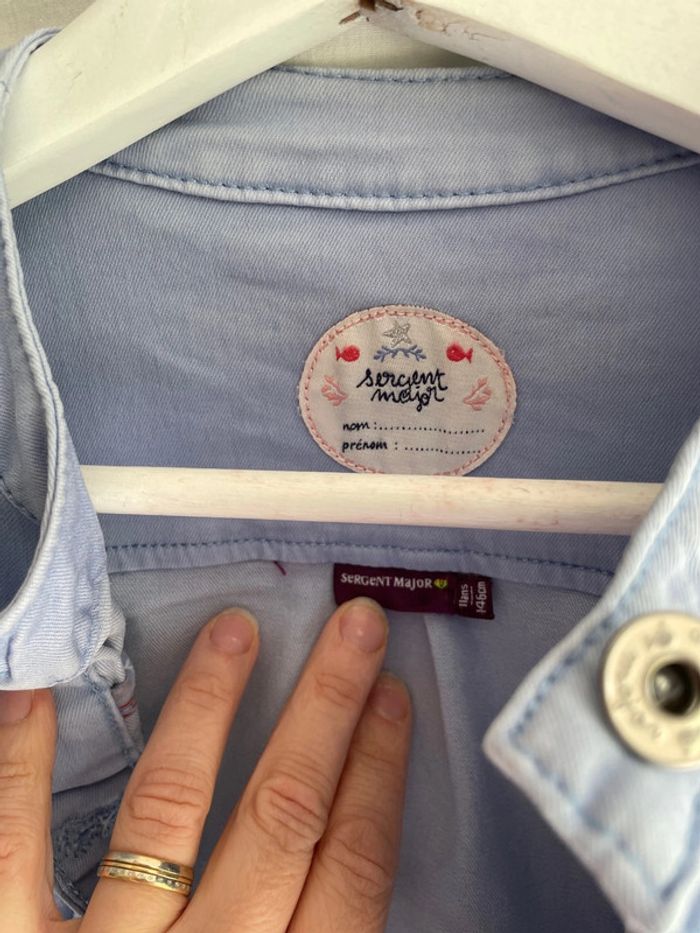 sergent
major
nom :
prénom :
SERGENT MAJOR
11ans
146cm